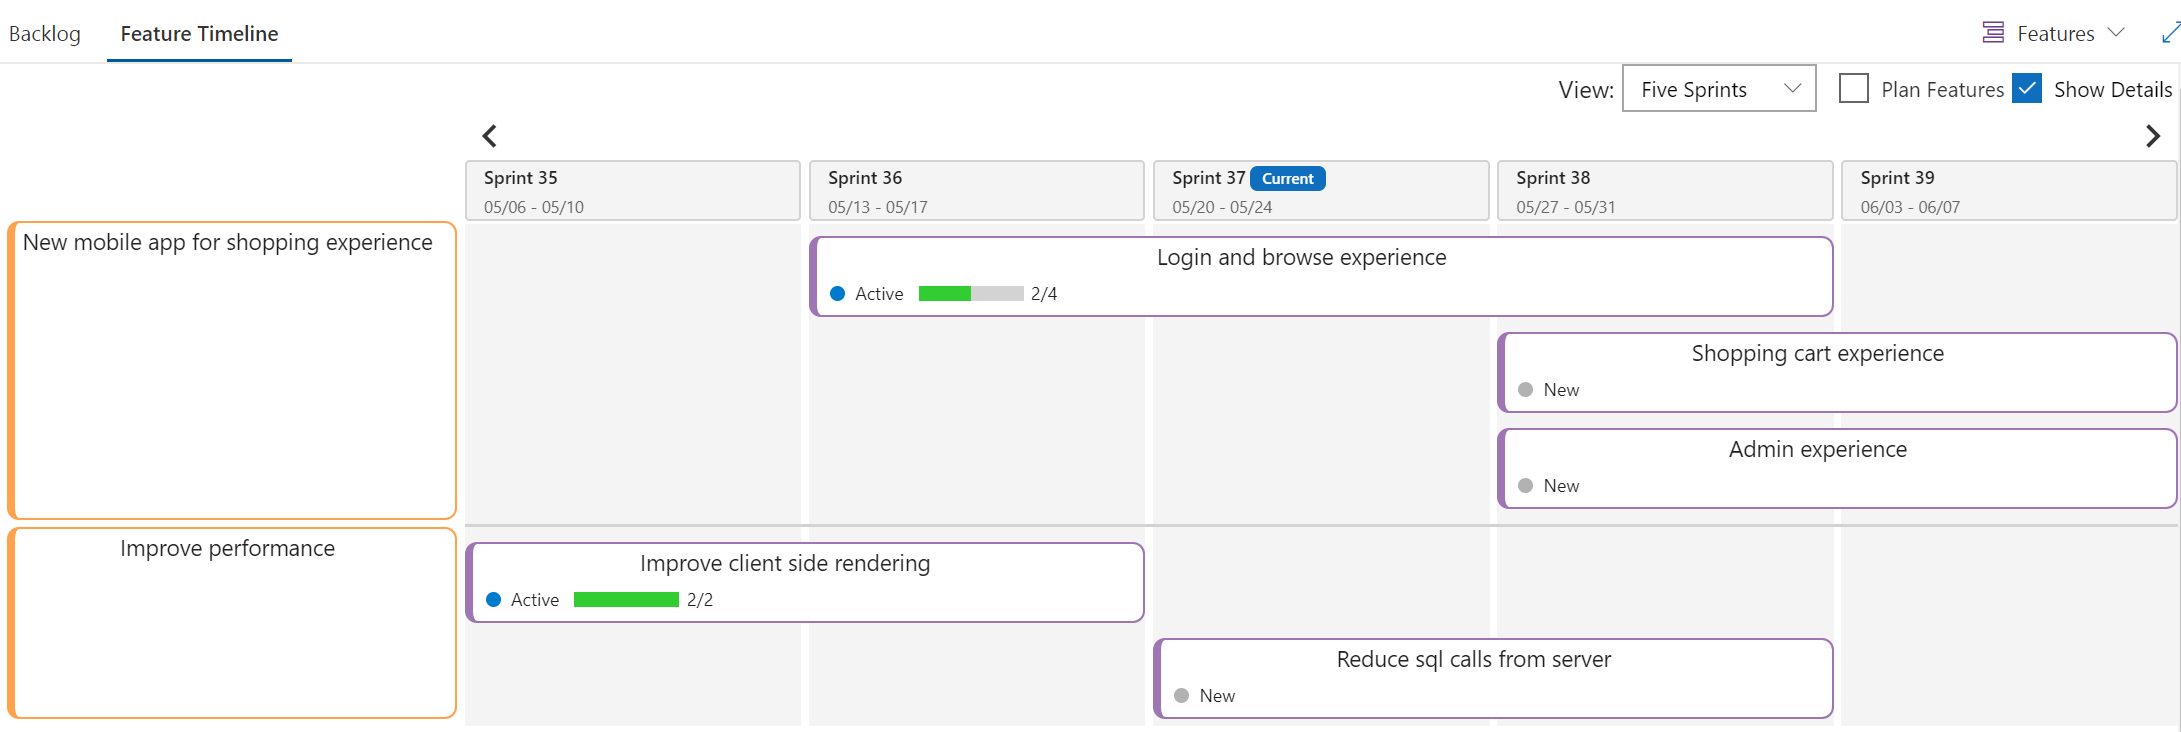 Backlog
Feature Timeline
Features
View:
Five Sprints
Plan Features
Show Details
Sprint 35
05/06 - 05/10
Sprint 36
05/13 - 05/17
Sprint 37 Current
05/20 - 05/24
Sprint 38
05/27 - 05/31
Sprint 39
06/03 - 06/07
New mobile app for shopping experience
Login and browse experience
Active 2/4
Shopping cart experience
New
Admin experience
New
Improve performance
Improve client side rendering
Active 2/2
Reduce sql calls from server
New